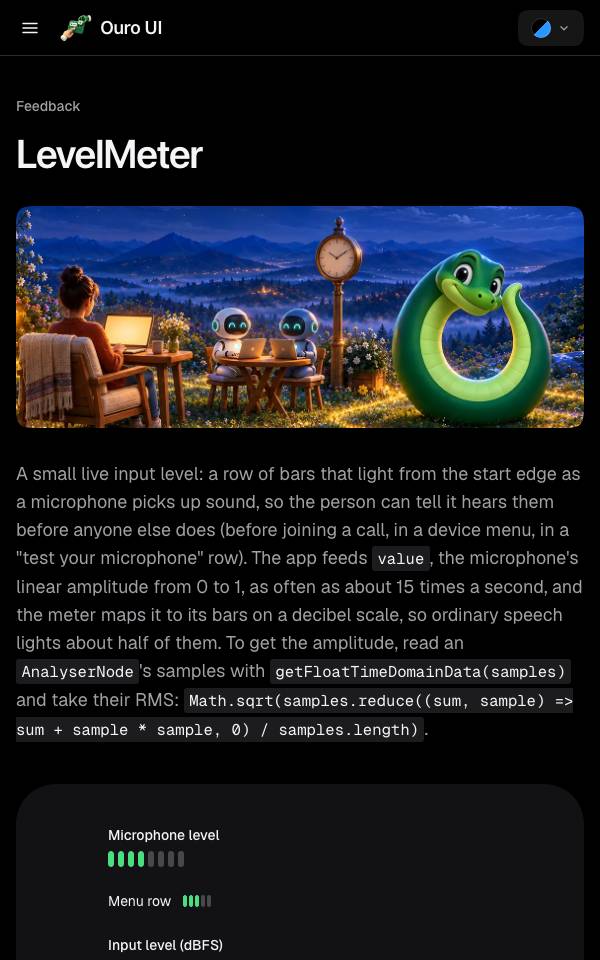 Ouro UI
Feedback
LevelMeter
A small live input level: a row of bars that light from the start edge as
a microphone picks up sound, so the person can tell it hears them
before anyone else does (before joining a call, in a device menu, in a
"test your microphone" row). The app feeds value, the microphone's
linear amplitude from 0 to 1, as often as about 15 times a second, and
the meter maps it to its bars on a decibel scale, so ordinary speech
lights about half of them. To get the amplitude, read an
AnalyserNode's samples with getFloatTimeDomainData(samples)
and take their RMS: Math.sqrt(samples.reduce((sum, sample) =>
sum + sample * sample, 0) / samples.length).
Microphone level
Menu row
Input level (dBFS)